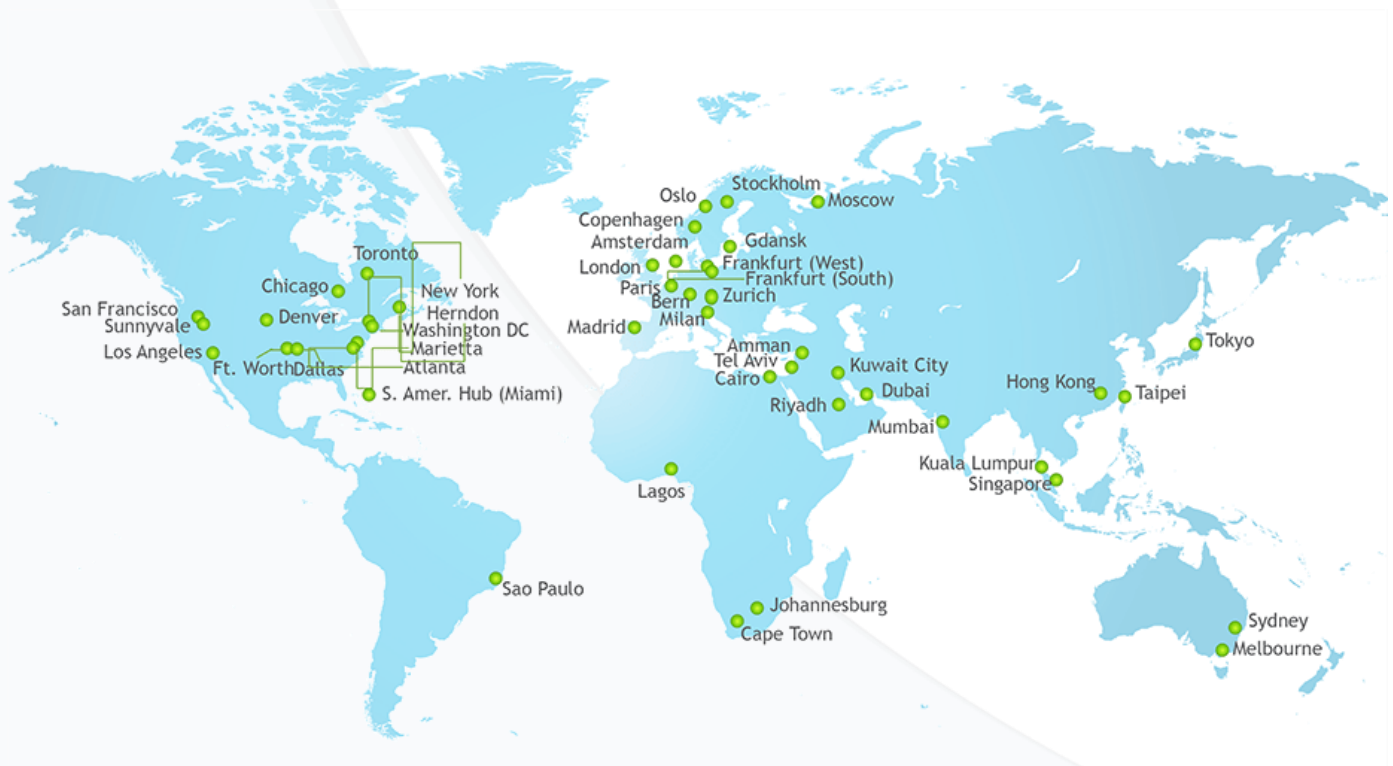 Stockholm
Oslo
Moscow
Copenhagen
Amsterdam
Gdansk
Toronto
London
Frankfurt (West)
Frankfurt (South)
Chicago
New York
Paris
Bern
Zurich
San Francisco
Denver
Herndon
Sunnyvale
Washington DC
Madrid
Milan
Los Angeles
Marietta
Ft. Worth
Dallas
Atlanta
Amman
Tel Aviv
Cairo
Kuwait City
Tokyo
S. Amer. Hub (Miami)
Riyadh
Dubai
Hong Kong
Taipei
Mumbai
Kuala Lumpur
Singapore
Lagos
Sao Paulo
Johannesburg
Cape Town
Sydney
Melbourne